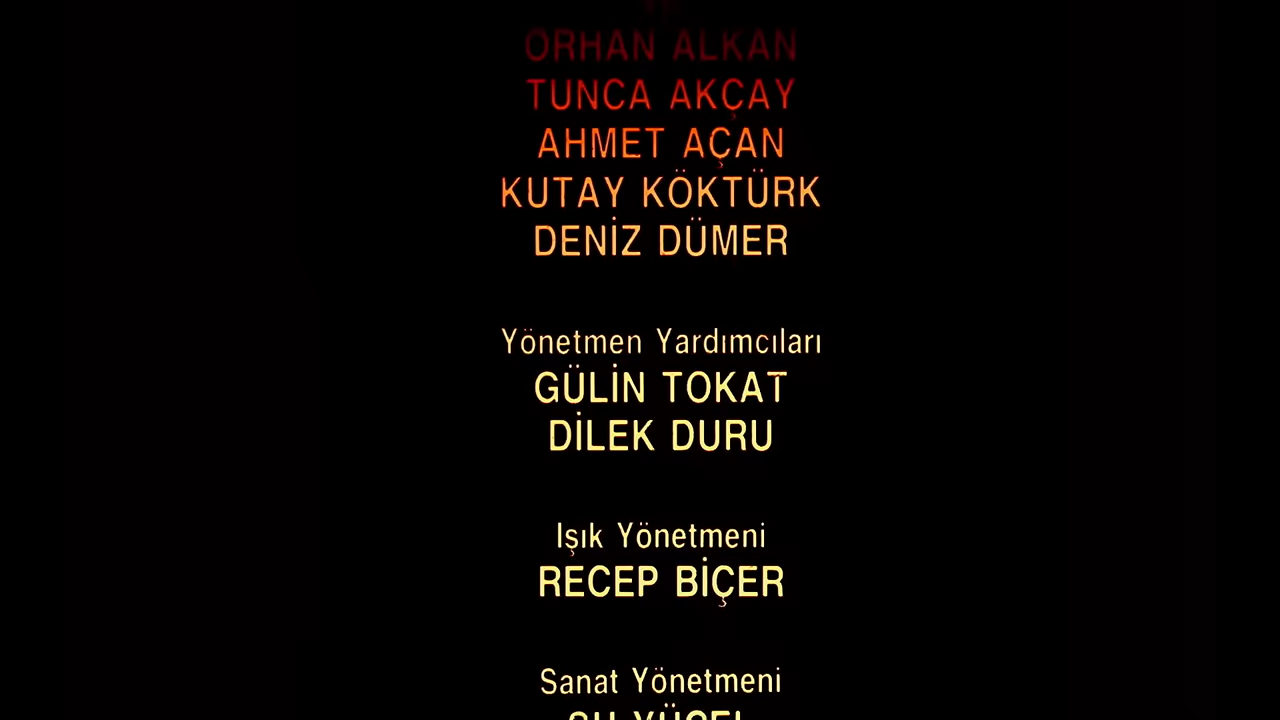 ORHAN ALKAN
TUNCA AKÇAY
AHMET AÇAN
KUTAY KÖKTÜRK
DENİZ DÜMER
Yönetmen Yardımcıları
GÜLİN TOKAT
DİLEK DURU
Işık Yönetmeni
RECEP BİÇER
Sanat Yönetmeni